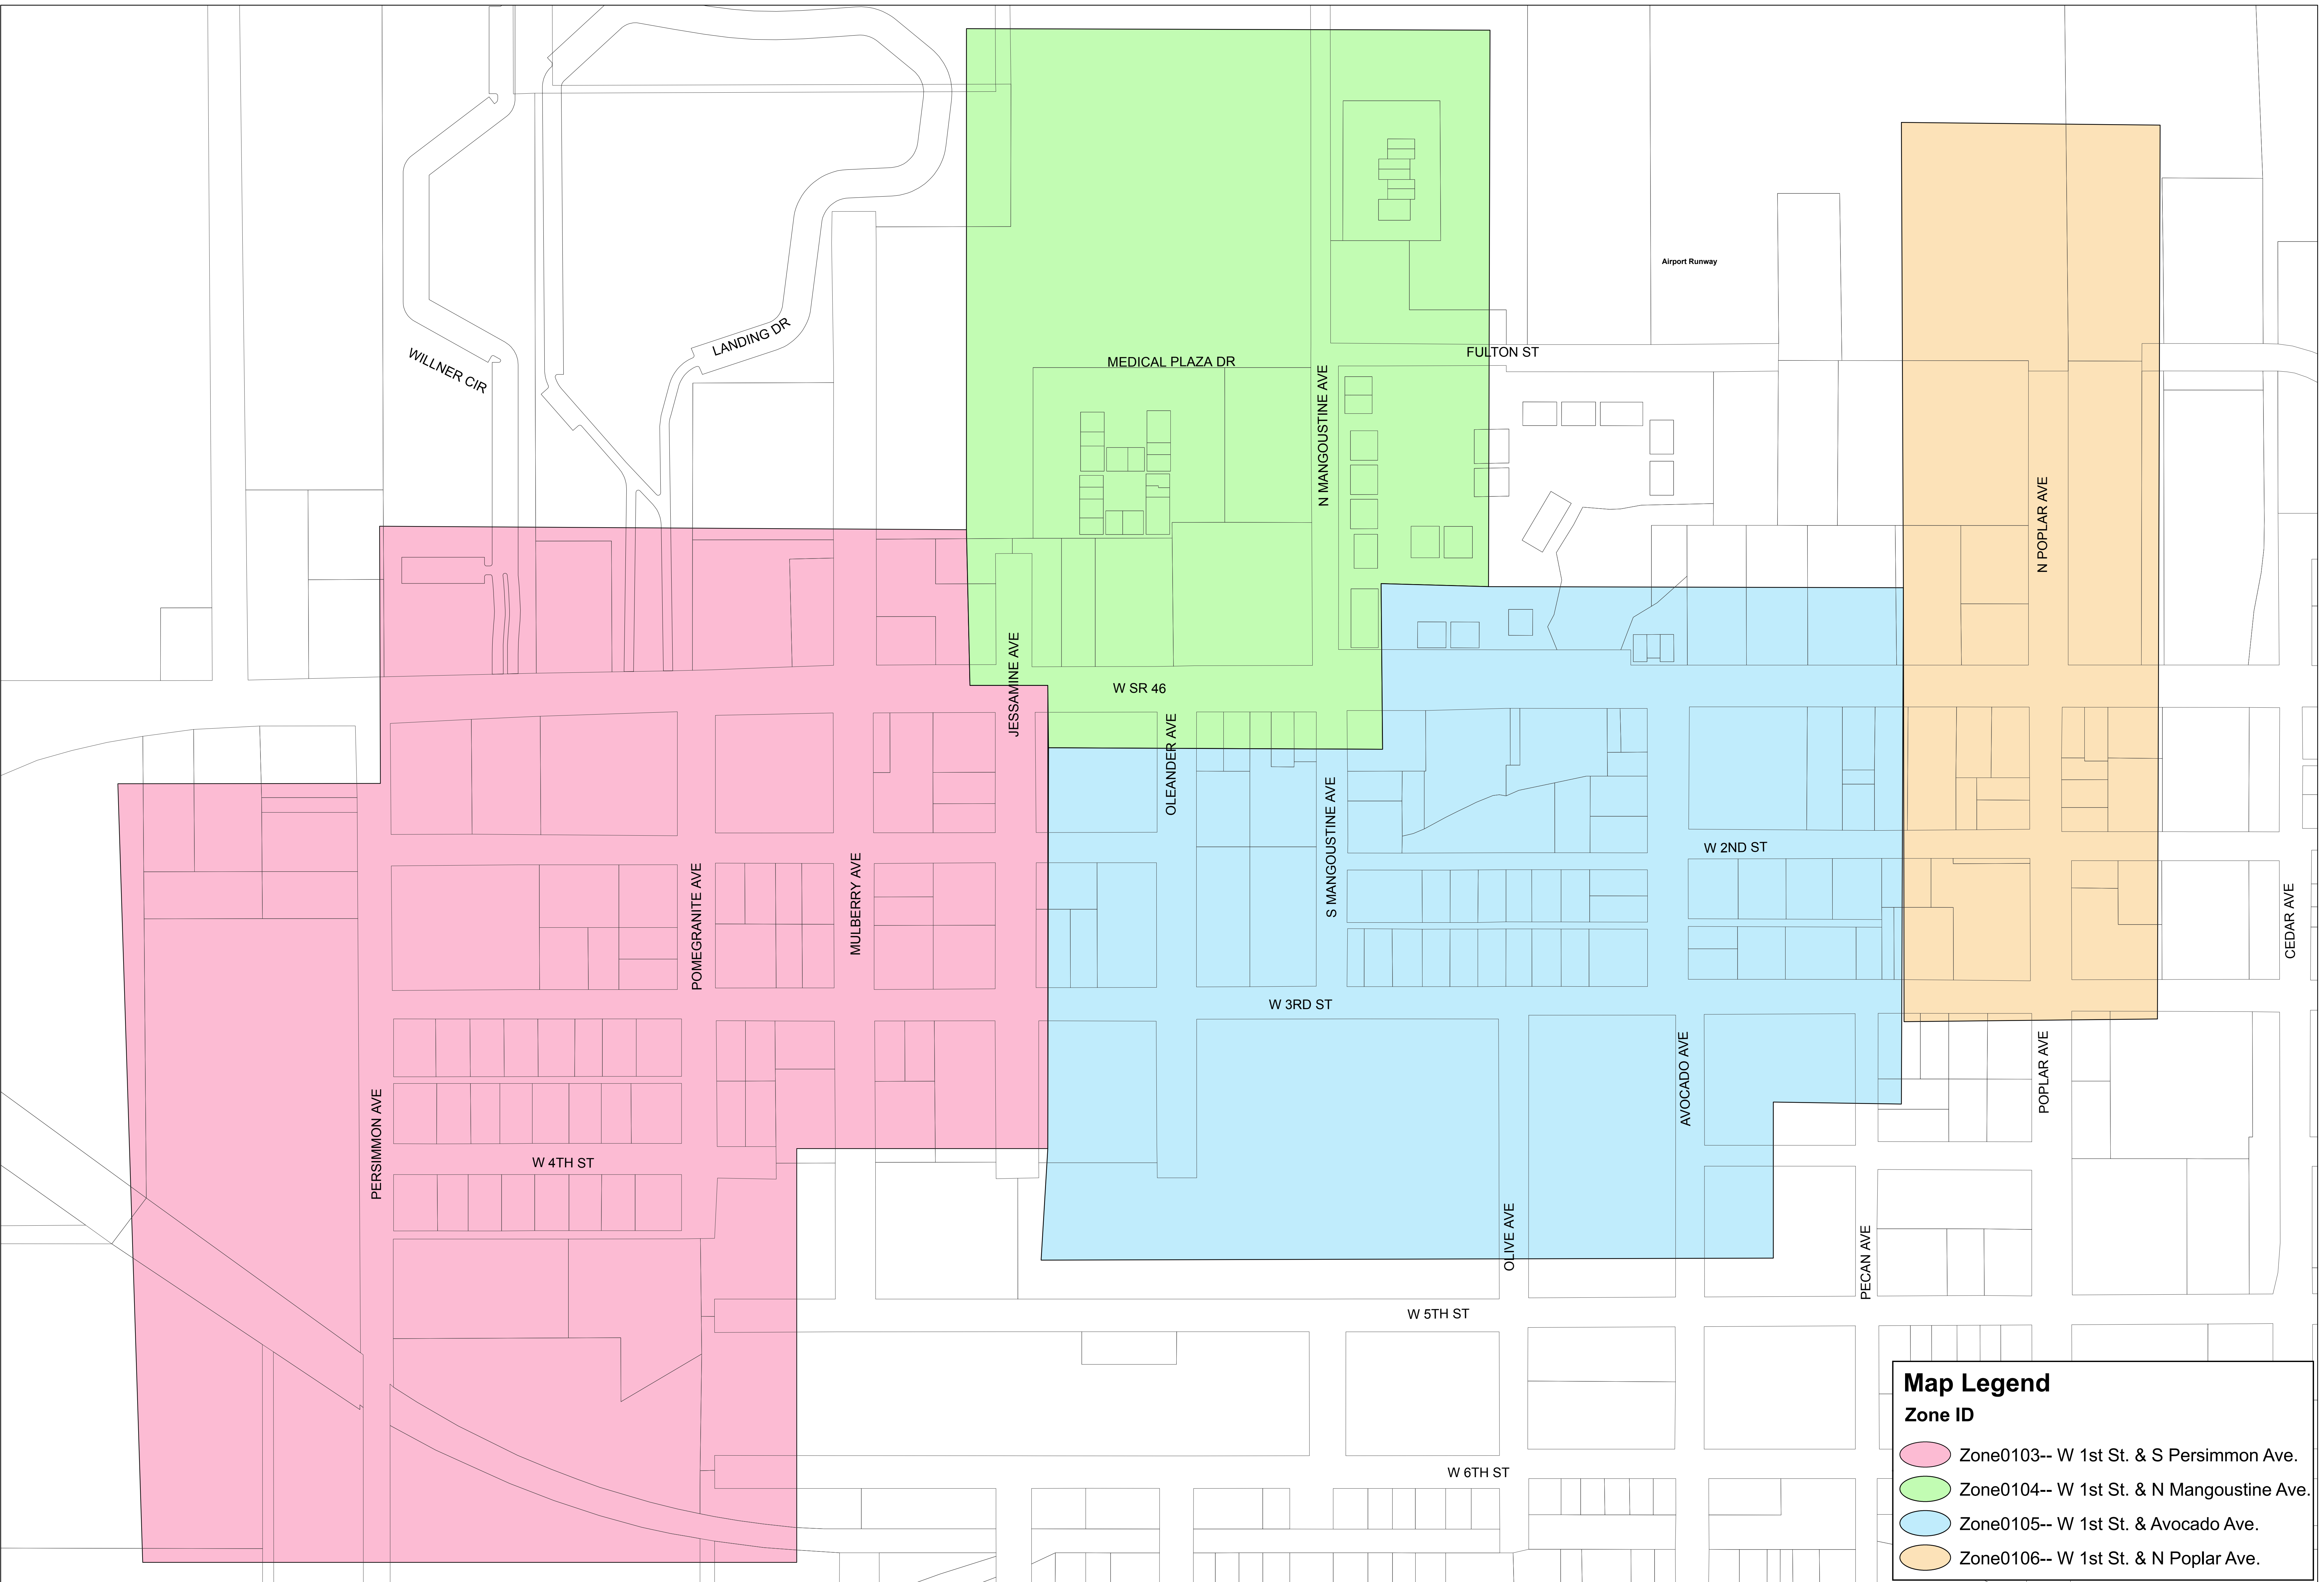 Airport Runway
LANDING DR
WILLNER CIR
MEDICAL PLAZA DR
FULTON ST
N MANGOUSTINE AVE
N POPLAR AVE
JESSAMINE AVE
W SR 46
OLEANDER AVE
S MANGOUSTINE AVE
W 2ND ST
POMEGRANITE AVE
MULBERRY AVE
CEDAR AVE
W 3RD ST
PERSIMMON AVE
AVOCADO AVE
POPLAR AVE
W 4TH ST
OLIVE AVE
PECAN AVE
W 5TH ST
W 6TH ST
Map Legend
Zone ID
Zone0103-- W 1st St. & S Persimmon Ave.
Zone0104-- W 1st St. & N Mangoustine Ave.
Zone0105-- W 1st St. & Avocado Ave.
Zone0106-- W 1st St. & N Poplar Ave.